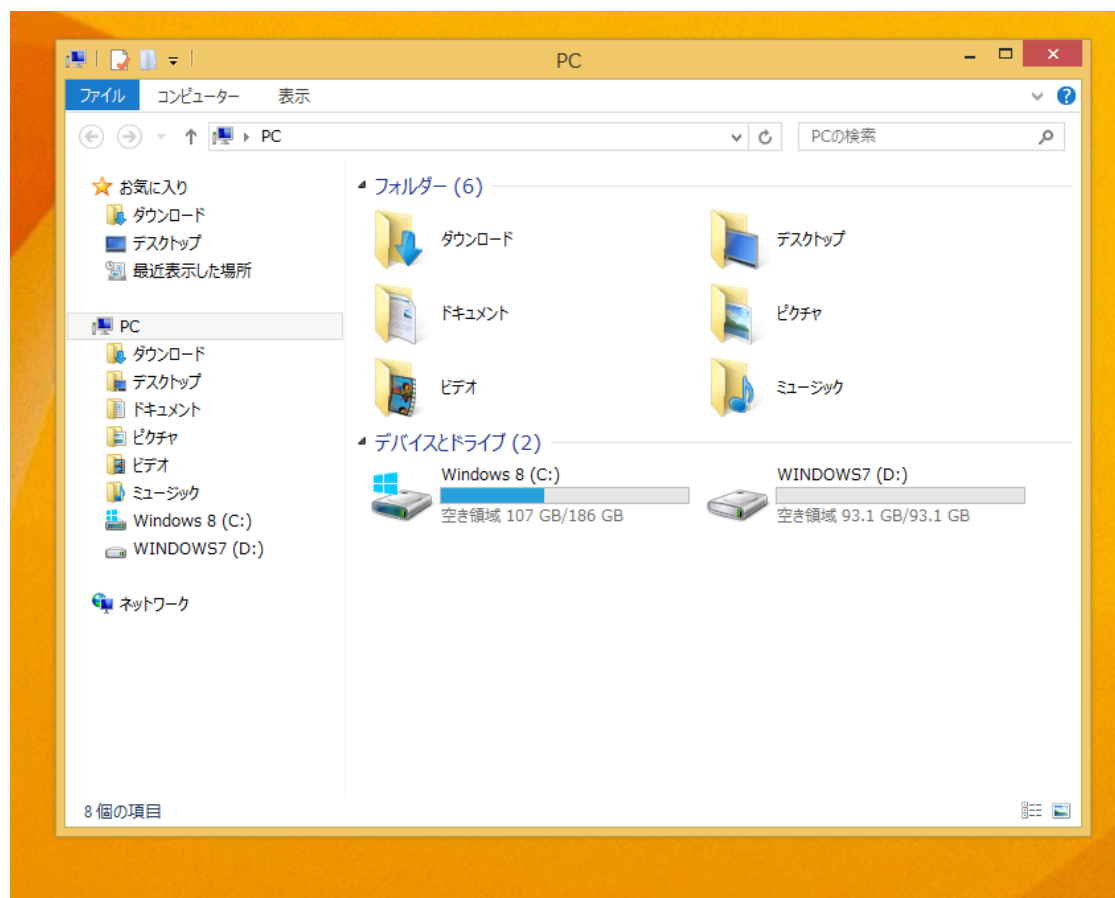 PC
ファイル コンピューター 表示
PC
PCの検索
お気に入り
ダウンロード
デスクトップ
最近表示した場所
PC
ダウンロード
デスクトップ
ドキュメント
ピクチャ
ビデオ
ミュージック
Windows 8 (C:)
WINDOWS7 (D:)
ネットワーク
フォルダー (6)
ダウンロード
デスクトップ
ドキュメント
ピクチャ
ビデオ
ミュージック
デバイスとドライブ (2)
Windows 8 (C:)
空き領域 107 GB/186 GB
WINDOWS7 (D:)
空き領域 93.1 GB/93.1 GB
8 個の項目